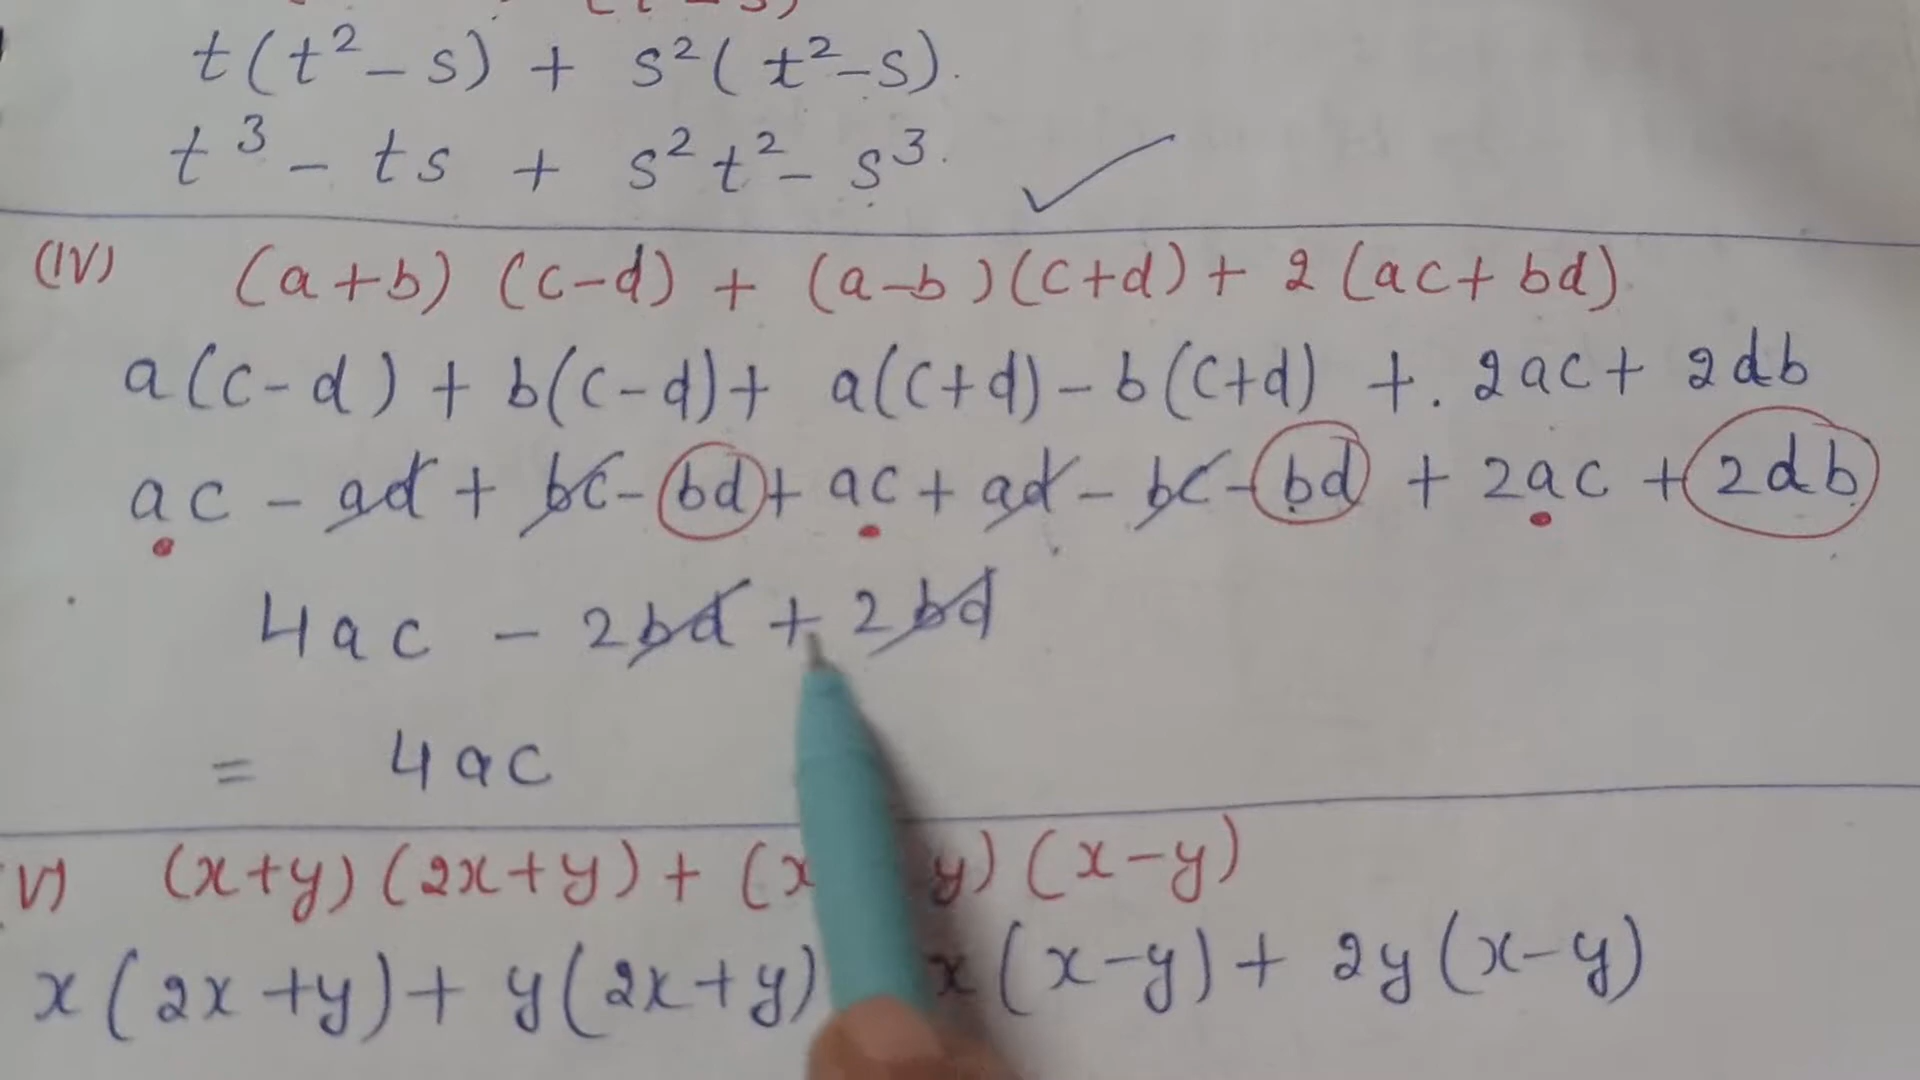 t(t² - s) + s²(t² - s).
t³ - ts + s²t² - s³.
(IV) (a+b) (c-d) + (a-b)(c+d) + 2 (ac + bd).
a(c-d) + b(c-d) + a(c+d) - b(c+d) +. 2ac + 2db
ac - ad + bc - bd + ac + ad - bc - bd + 2ac + 2db
4ac - 2bd + 2bd
= 4ac
V) (x+y) (2x+y) + (x y) (x-y)
x(2x+y) + y(2x+y) x(x-y) + 2y(x-y)